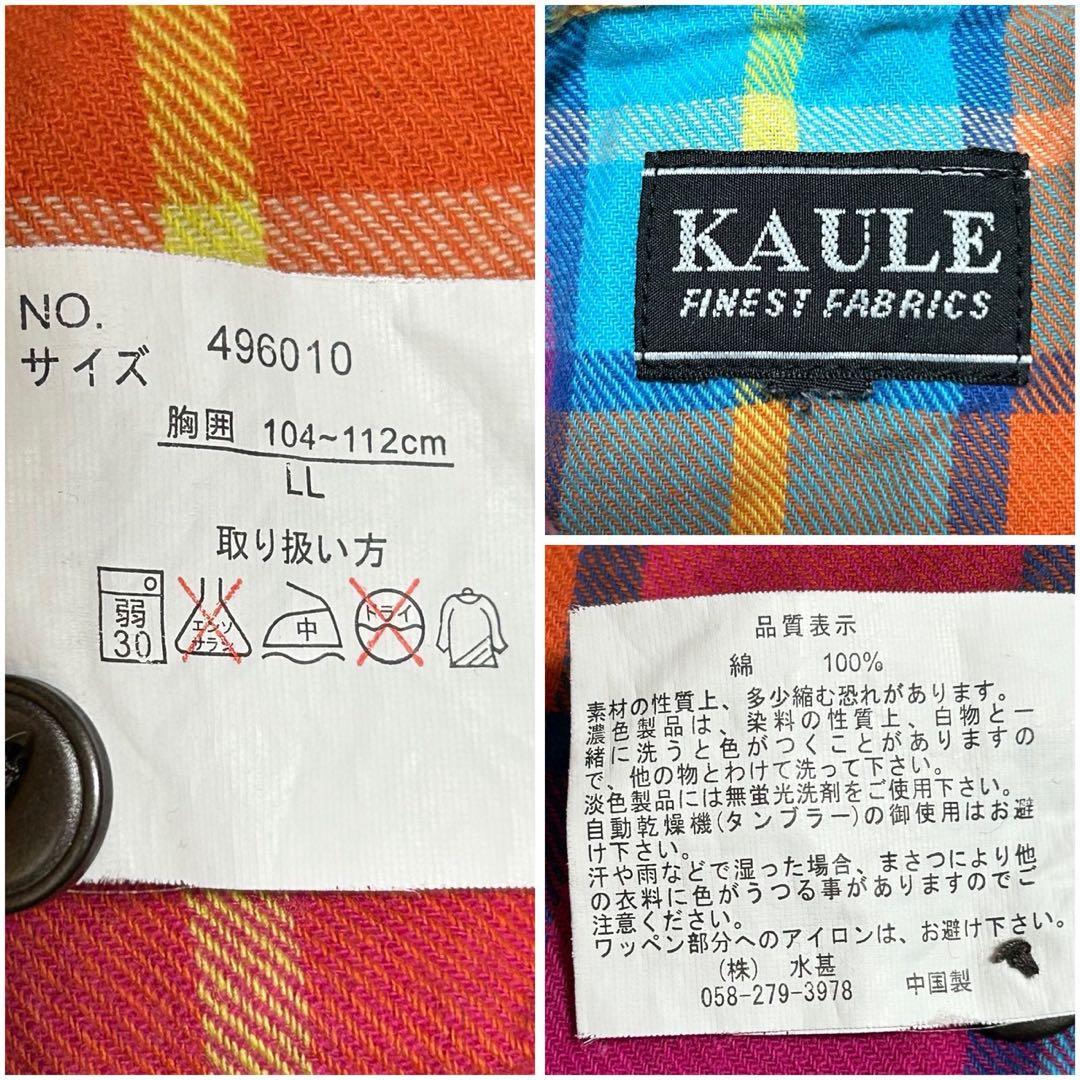 NO. 496010
サイズ
胸囲 104~112cm
LL
取り扱い方
弱
30
エンソ
サラシ
中
ドライ
KAULE
FINEST FABRICS
品質表示
綿 100%
素材の性質上、多少縮む恐れがあります。
濃色製品は、染料の性質上、白物と一
緒に洗うと色がつくことがありますの
で、他の物とわけて洗って下さい。
淡色製品には無蛍光洗剤をご使用下さい。
自動乾燥機(タンブラー)の御使用はお避
け下さい。
汗や雨などで湿った場合、まさつにより他
の衣料に色がうつる事がありますのでご
注意ください。
ワッペン部分へのアイロンは、お避け下さい。
(株) 水甚
058-279-3978 中国製